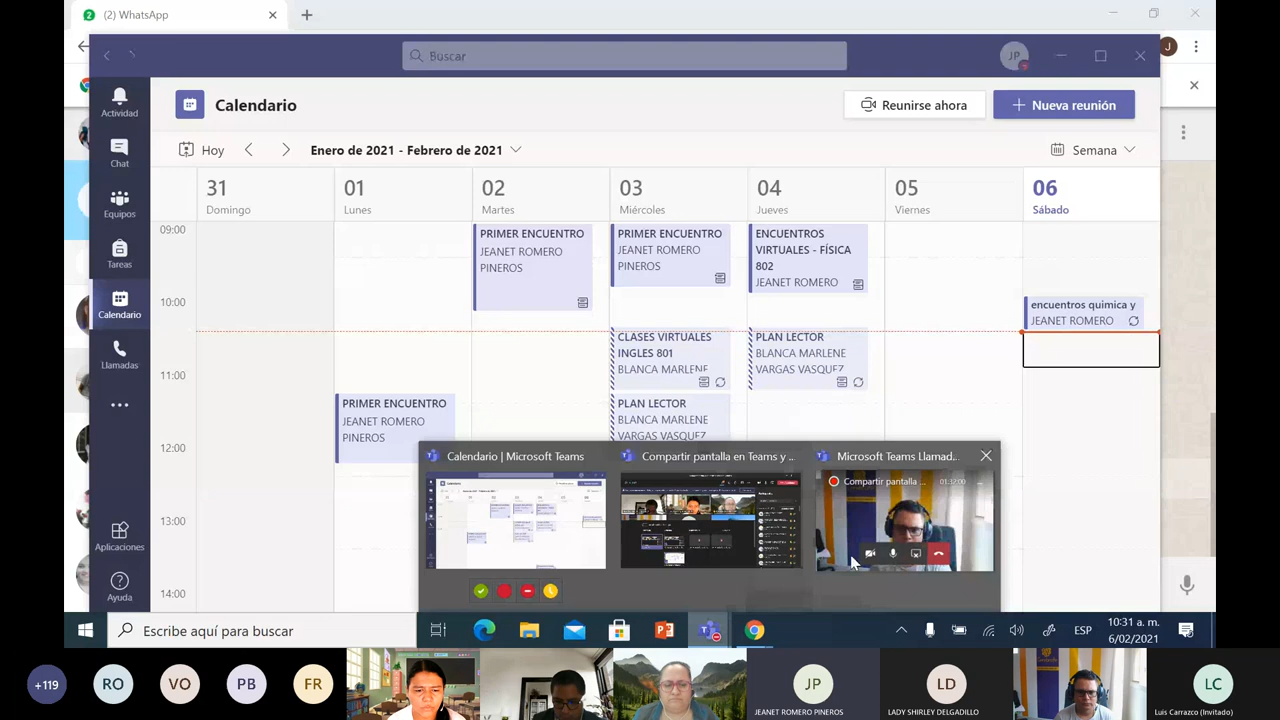 (2) WhatsApp
Buscar
JP
J
Actividad
Chat
Equipos
Tareas
Calendario
Llamadas
Aplicaciones
Ayuda
Calendario
Reunirse ahora
Nueva reunión
Hoy
Enero de 2021 - Febrero de 2021
Semana
31
Domingo
01
Lunes
02
Martes
03
Miércoles
04
Jueves
05
Viernes
06
Sábado
09:00
10:00
11:00
12:00
13:00
14:00
PRIMER ENCUENTRO
JEANET ROMERO
PINEROS
PRIMER ENCUENTRO
JEANET ROMERO
PINEROS
PRIMER ENCUENTRO
JEANET ROMERO
PINEROS
CLASES VIRTUALES
INGLES 801
BLANCA MARLENE
PLAN LECTOR
BLANCA MARLENE
VARGAS VASQUEZ
ENCUENTROS
VIRTUALES - FÍSICA
802
JEANET ROMERO
PLAN LECTOR
BLANCA MARLENE
VARGAS VASQUEZ
encuentros quimica y
JEANET ROMERO
Calendario | Microsoft Teams
Compartir pantalla en Teams y ...
Microsoft Teams Llamad...
Compartir pantalla ...
01:32:00
Escribe aquí para buscar
ESP
10:31 a. m.
6/02/2021
+119
RO
VO
PB
FR
JP
JEANET ROMERO PINEROS
LD
LADY SHIRLEY DELGADILLO
LC
Luis Carrazco (Invitado)